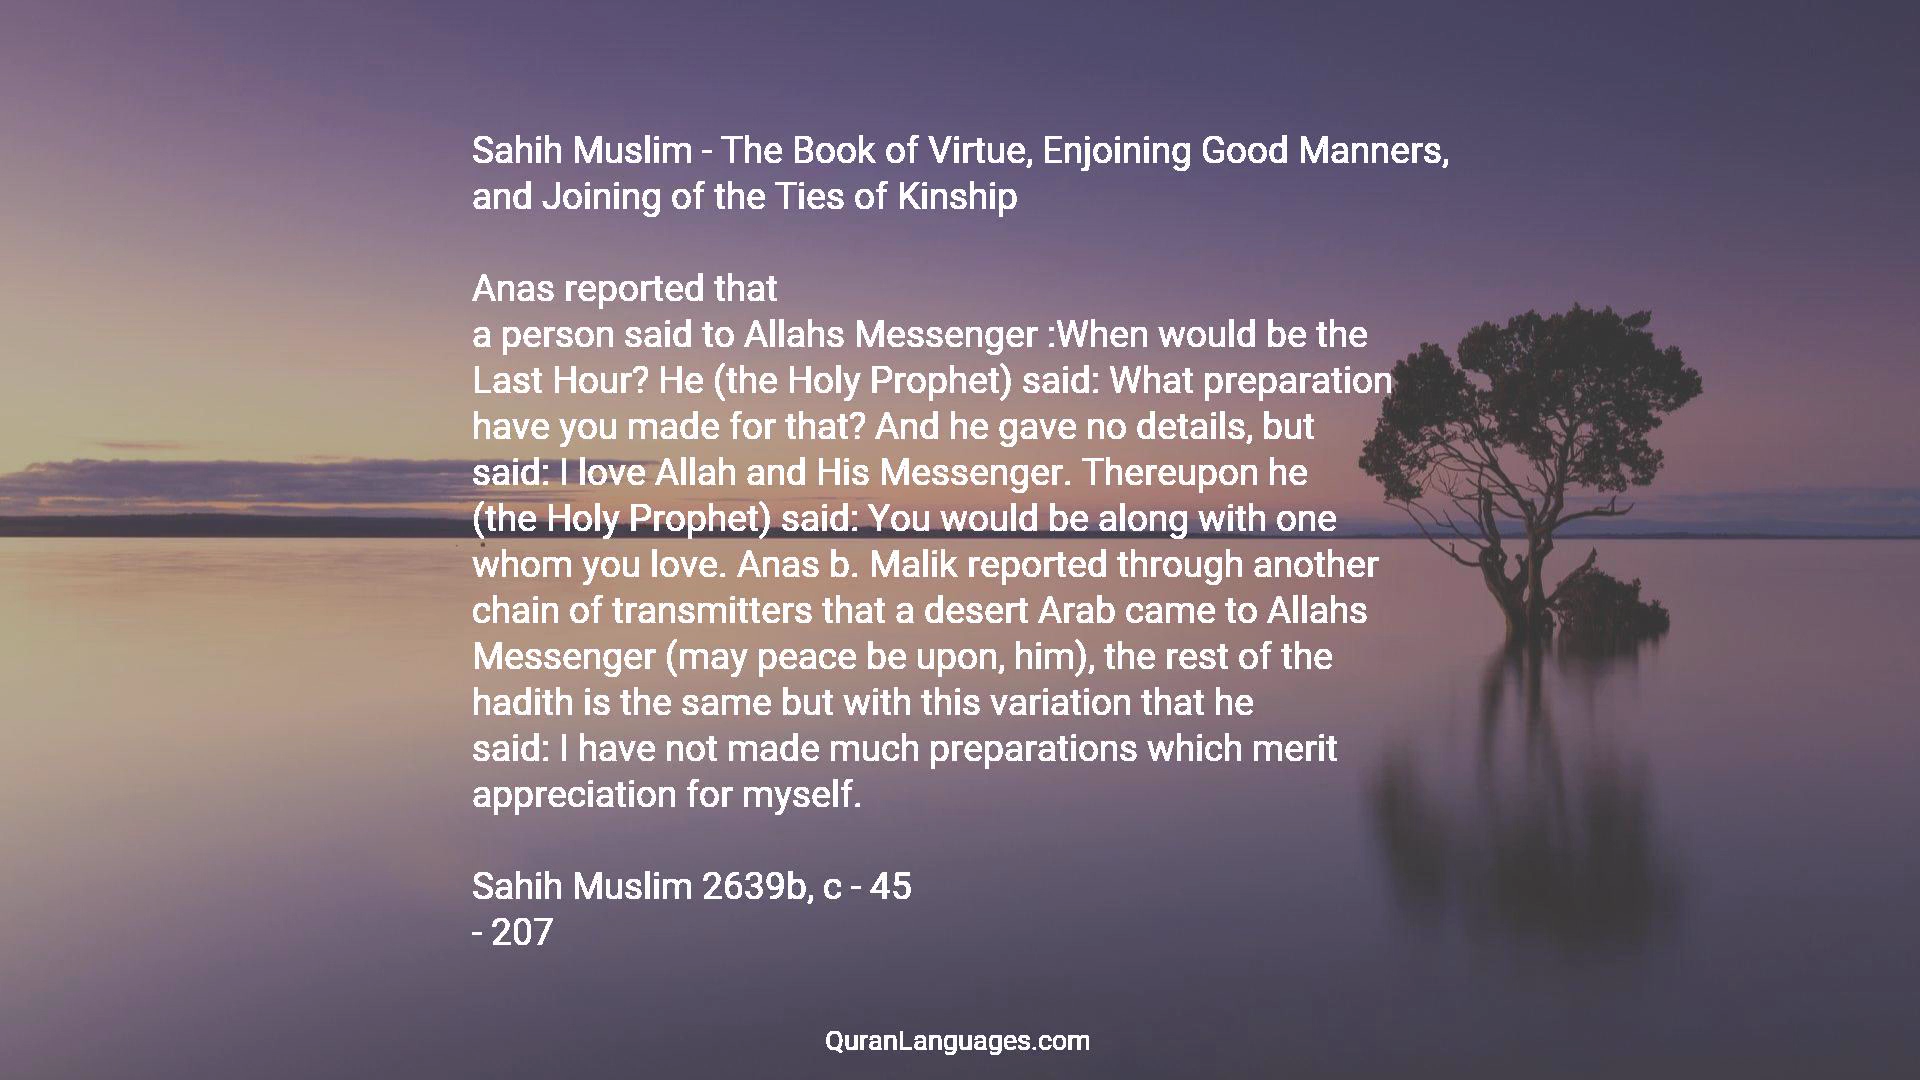 Sahih Muslim - The Book of Virtue, Enjoining Good Manners,
and Joining of the Ties of Kinship
Anas reported that
a person said to Allahs Messenger :When would be the
Last Hour? He (the Holy Prophet) said: What preparation
have you made for that? And he gave no details, but
said: I love Allah and His Messenger. Thereupon he
(the Holy Prophet) said: You would be along with one
whom you love. Anas b. Malik reported through another
chain of transmitters that a desert Arab came to Allahs
Messenger (may peace be upon, him), the rest of the
hadith is the same but with this variation that he
said: I have not made much preparations which merit
appreciation for myself.
Sahih Muslim 2639b, c - 45
- 207
QuranLanguages.com